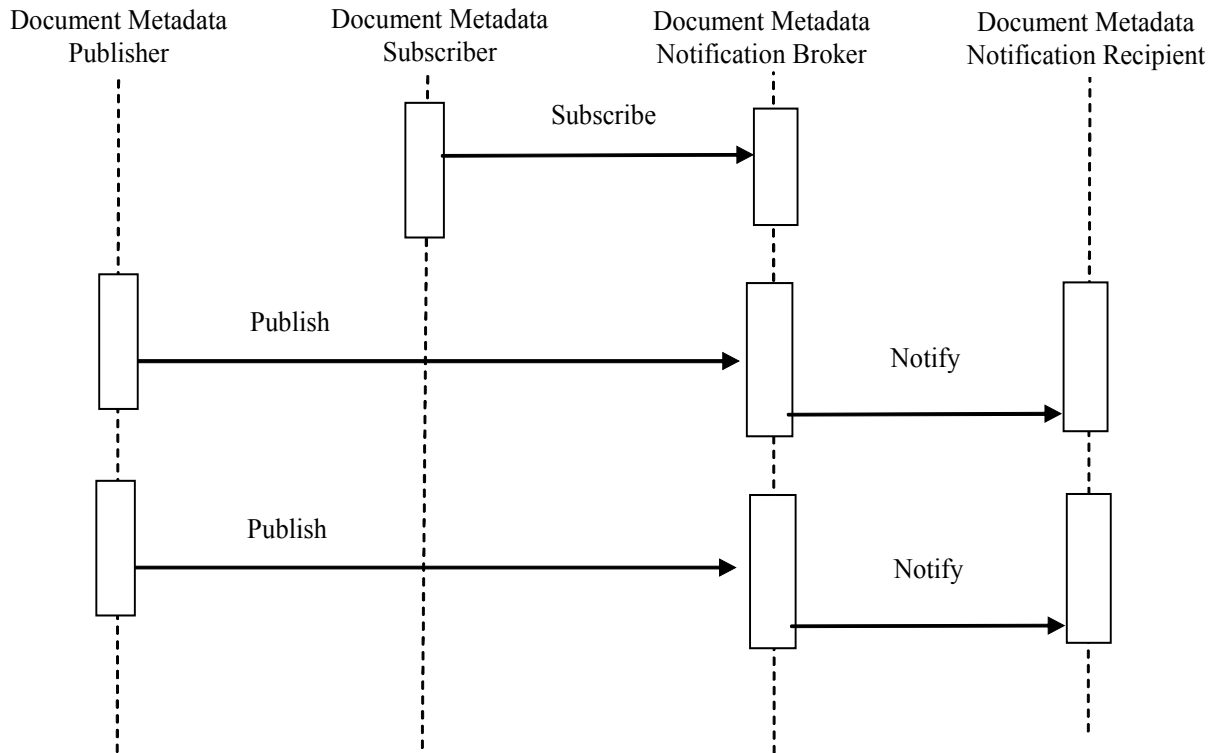 Document Metadata
Publisher
Document Metadata
Subscriber
Document Metadata
Notification Broker
Document Metadata
Notification Recipient
Subscribe
Publish
Notify
Publish
Notify